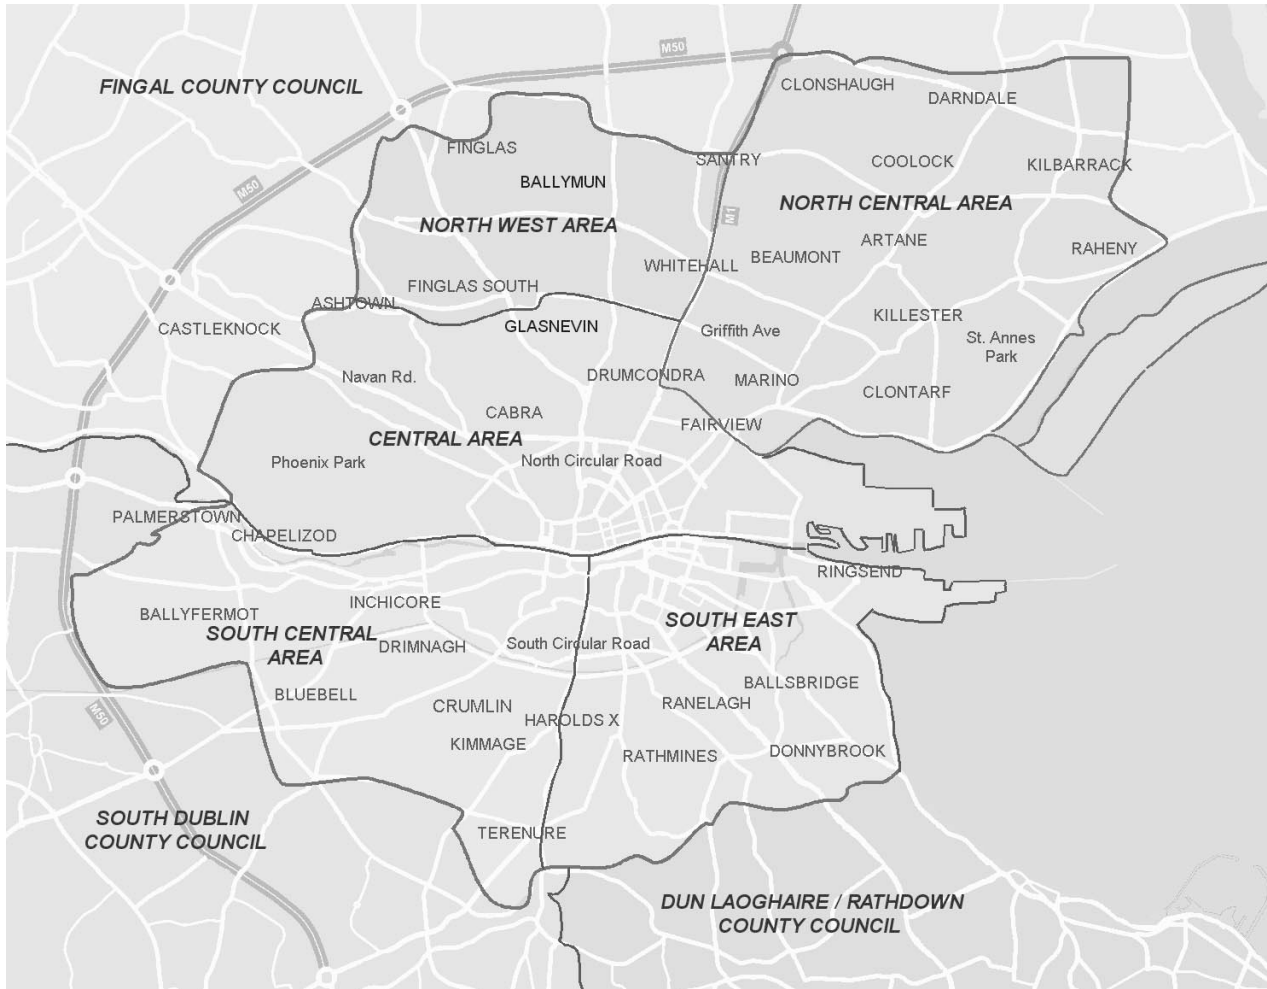 M50
FINGAL COUNTY COUNCIL
CLONSHAUGH
DARNDALE
FINGLAS
SANTRY
COOLOCK
KILBARRACK
BALLYMUN
M50
NORTH CENTRAL AREA
NORTH WEST AREA
M1
ARTANE
RAHENY
BEAUMONT
WHITEHALL
FINGLAS SOUTH
ASHTOWN
KILLESTER
CASTLEKNOCK
GLASNEVIN
Griffith Ave
St. Annes
Park
Navan Rd.
DRUMCONDRA
MARINO
CLONTARF
CABRA
FAIRVIEW
CENTRAL AREA
Phoenix Park
North Circular Road
PALMERSTOWN
CHAPELIZOD
RINGSEND
INCHICORE
BALLYFERMOT
SOUTH CENTRAL
AREA
SOUTH EAST
AREA
DRIMNAGH
South Circular Road
BALLSBRIDGE
BLUEBELL
RANELAGH
CRUMLIN
M50
HAROLDS X
KIMMAGE
RATHMINES
DONNYBROOK
SOUTH DUBLIN
COUNTY COUNCIL
TERENURE
DUN LAOGHAIRE / RATHDOWN
COUNTY COUNCIL